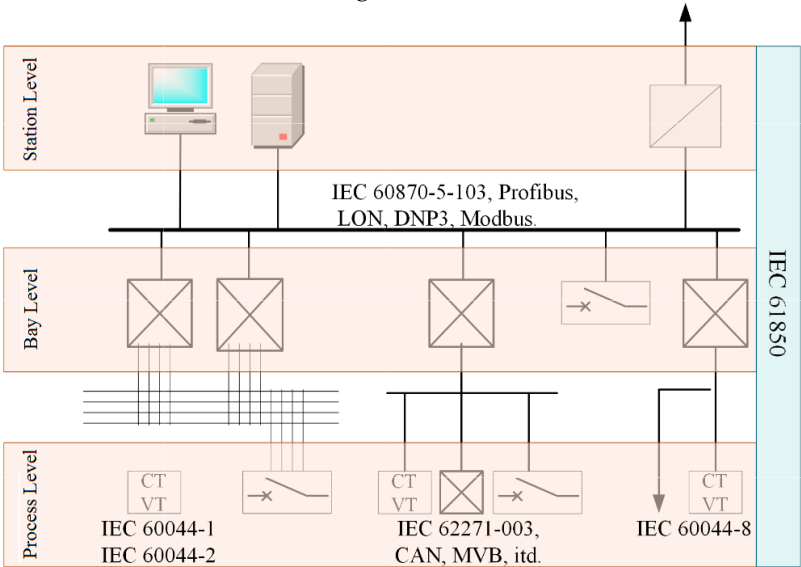 Station Level
IEC 60870-5-103, Profibus,
LON, DNP3, Modbus.
Bay Level
IEC 61850
Process Level
CT
VT
IEC 60044-1
IEC 60044-2
CT
VT
IEC 62271-003,
CAN, MVB, itd.
CT
VT
IEC 60044-8